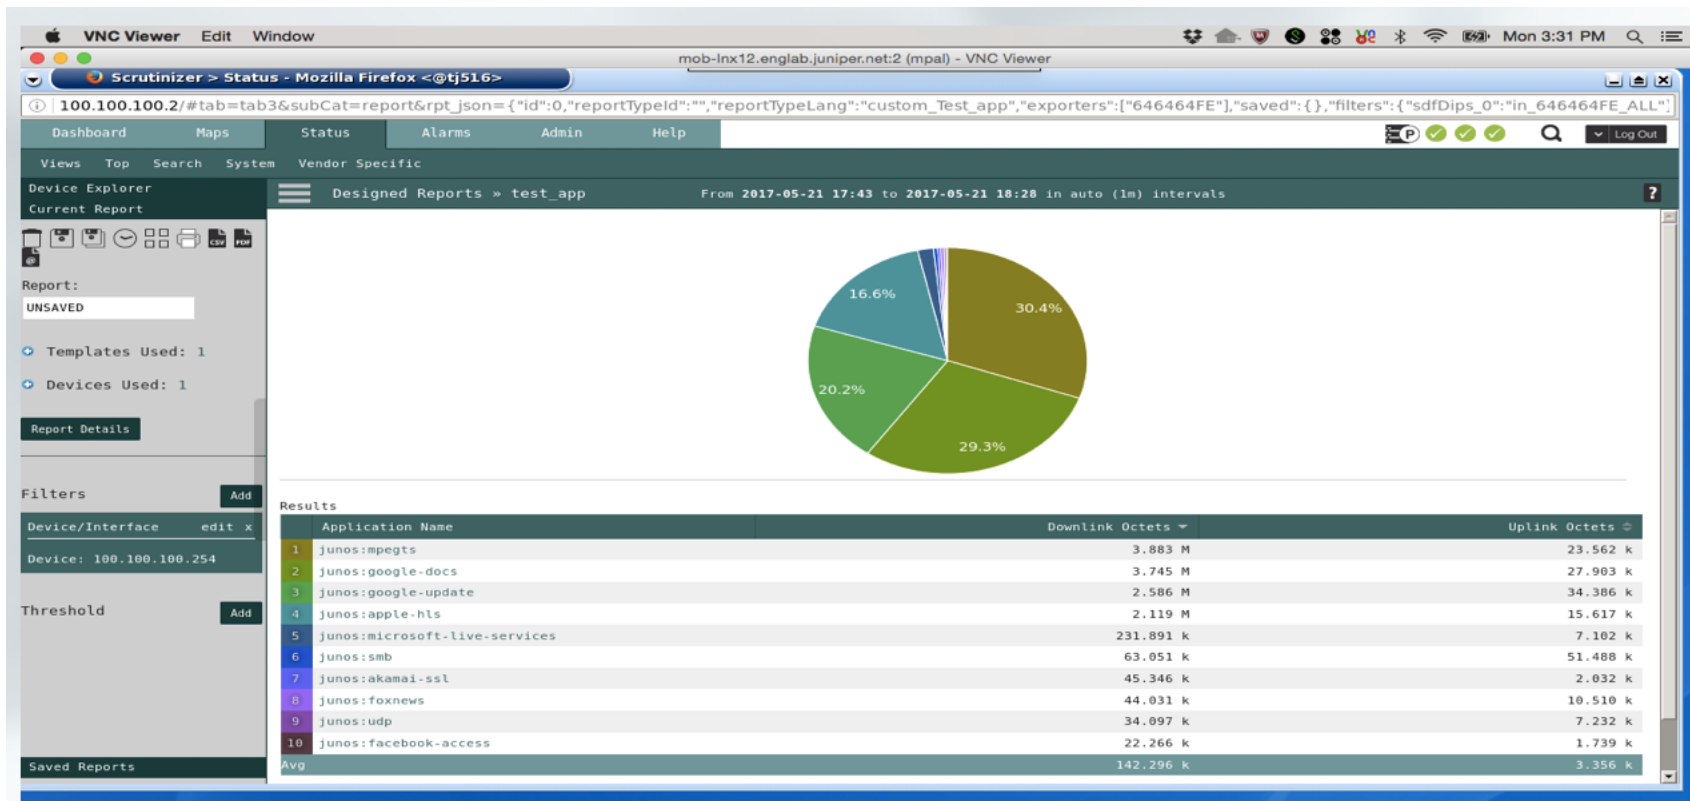 VNC Viewer Edit Window Mon 3:31 PM
mob-lnx12.englab.juniper.net:2 (mpal) - VNC Viewer
Scrutinizer > Status - Mozilla Firefox <@tj516>
100.100.100.2/#tab=tab3&subCat=report&rpt_json={"id":0,"reportTypeId":"","reportTypeLang":"custom_Test_app","exporters":["646464FE"],"saved":{},"filters":{"sdfDips_0":"in_646464FE_ALL"}
Dashboard Maps Status Alarms Admin Help P Log Out
Views Top Search System Vendor Specific
Device Explorer
Current Report
Designed Reports » test_app From 2017-05-21 17:43 to 2017-05-21 18:28 in auto (1m) intervals ?
CSV PDF
@
Report:
UNSAVED
Templates Used: 1
Devices Used: 1
Report Details
Filters Add
Device/Interface edit x
Device: 100.100.100.254
Threshold Add
Saved Reports
16.6%
30.4%
20.2%
29.3%
Results
Application Name Downlink Octets Uplink Octets
1 junos:mpegts 3.883 M 23.562 k
2 junos:google-docs 3.745 M 27.903 k
3 junos:google-update 2.586 M 34.386 k
4 junos:apple-hls 2.119 M 15.617 k
5 junos:microsoft-live-services 231.891 k 7.102 k
6 junos:smb 63.051 k 51.488 k
7 junos:akamai-ssl 45.346 k 2.032 k
8 junos:foxnews 44.031 k 10.510 k
9 junos:udp 34.097 k 7.232 k
10 junos:facebook-access 22.266 k 1.739 k
Avg 142.296 k 3.356 k